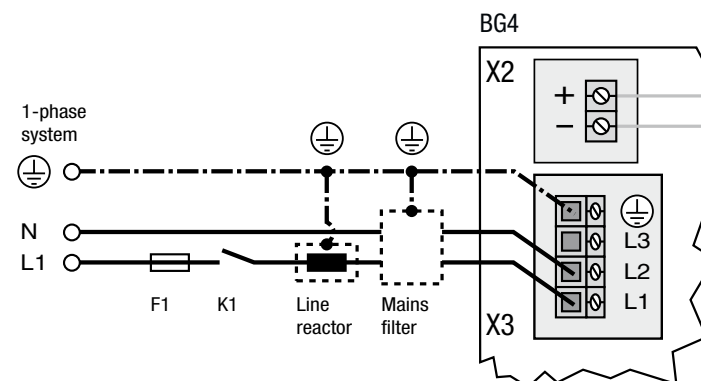 BG4
X2
+
−
1-phase
system
N
L1
F1
K1
Line
reactor
Mains
filter
L3
L2
L1
X3